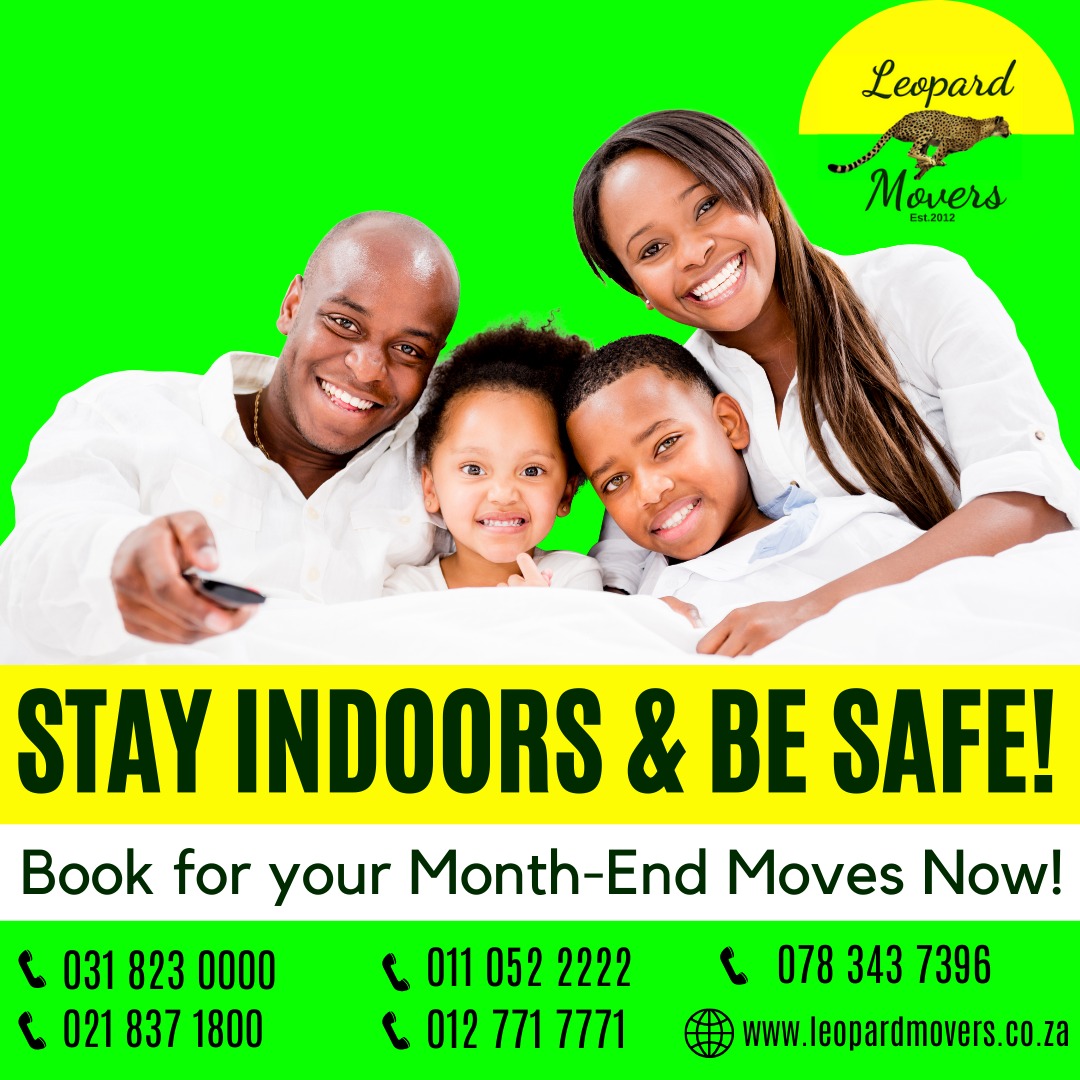 Leopard
Movers
Est.2012
STAY INDOORS & BE SAFE!
Book for your Month-End Moves Now!
031 823 0000
011 052 2222
078 343 7396
021 837 1800
012 771 7771
www.leopardmovers.co.za